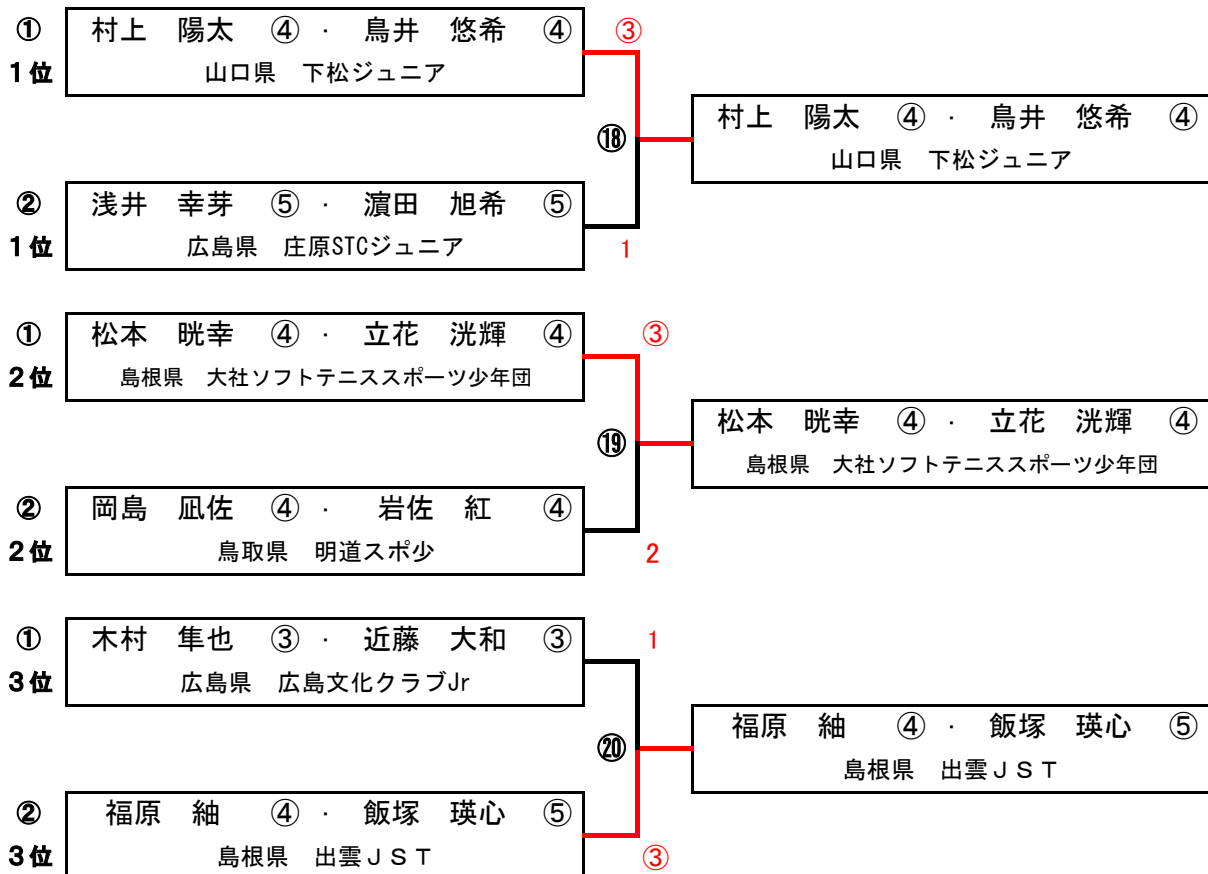 ① 村上 陽太 ④ ・ 鳥井 悠希 ④ ③
1位 山口県 下松ジュニア
村上 陽太 ④ ・ 鳥井 悠希 ④
⑱
山口県 下松ジュニア
② 浅井 幸芽 ⑤ ・ 濵田 旭希 ⑤
1位 広島県 庄原STCジュニア 1
① 松本 晄幸 ④ ・ 立花 洸輝 ④ ③
2位 島根県 大社ソフトテニススポーツ少年団
松本 晄幸 ④ ・ 立花 洸輝 ④
⑲
島根県 大社ソフトテニススポーツ少年団
② 岡島 凪佐 ④ ・ 岩佐 紅 ④
2位 鳥取県 明道スポ少 2
① 木村 隼也 ③ ・ 近藤 大和 ③ 1
3位 広島県 広島文化クラブJr
福原 紬 ④ ・ 飯塚 瑛心 ⑤
⑳
島根県 出雲ＪＳＴ
② 福原 紬 ④ ・ 飯塚 瑛心 ⑤
3位 島根県 出雲ＪＳＴ ③